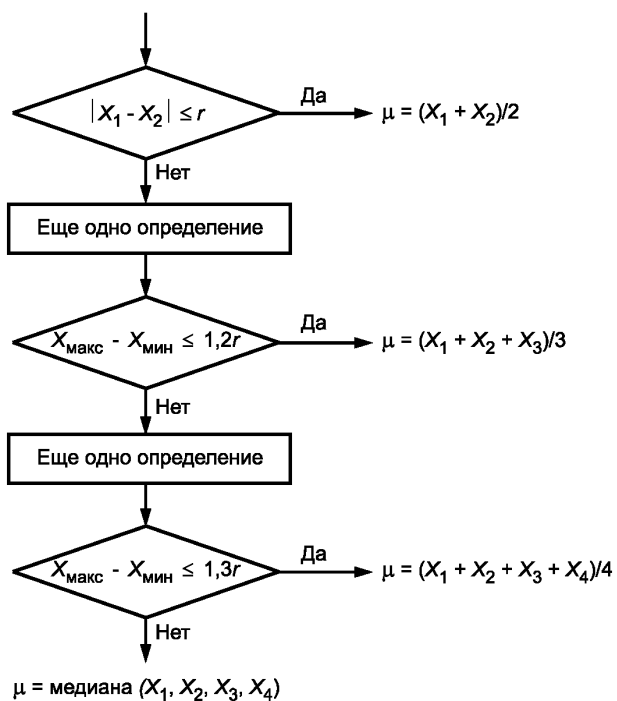 |X₁ - X₂| ≤ r
Да
μ = (X₁ + X₂)/2
Нет
Еще одно определение
Xмакс - Xмин ≤ 1,2r
Да
μ = (X₁ + X₂ + X₃)/3
Нет
Еще одно определение
Xмакс - Xмин ≤ 1,3r
Да
μ = (X₁ + X₂ + X₃ + X₄)/4
Нет
μ = медиана (X₁, X₂, X₃, X₄)